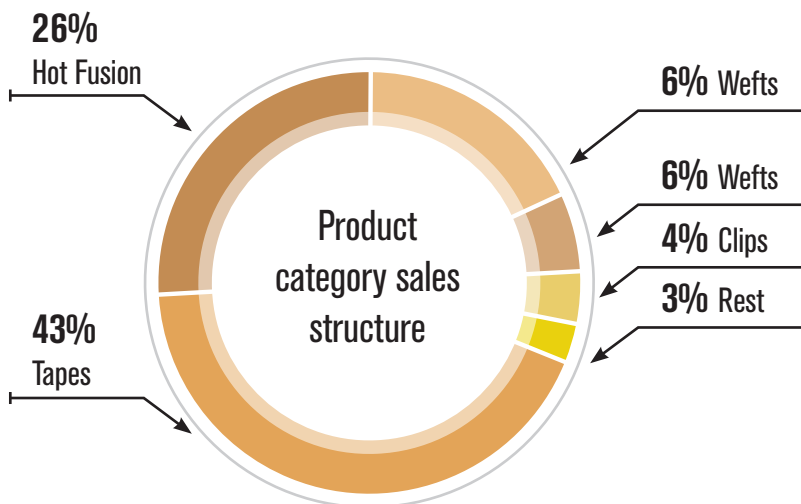 26%
Hot Fusion
6% Wefts
6% Wefts
4% Clips
3% Rest
43%
Tapes
Product
category sales
structure